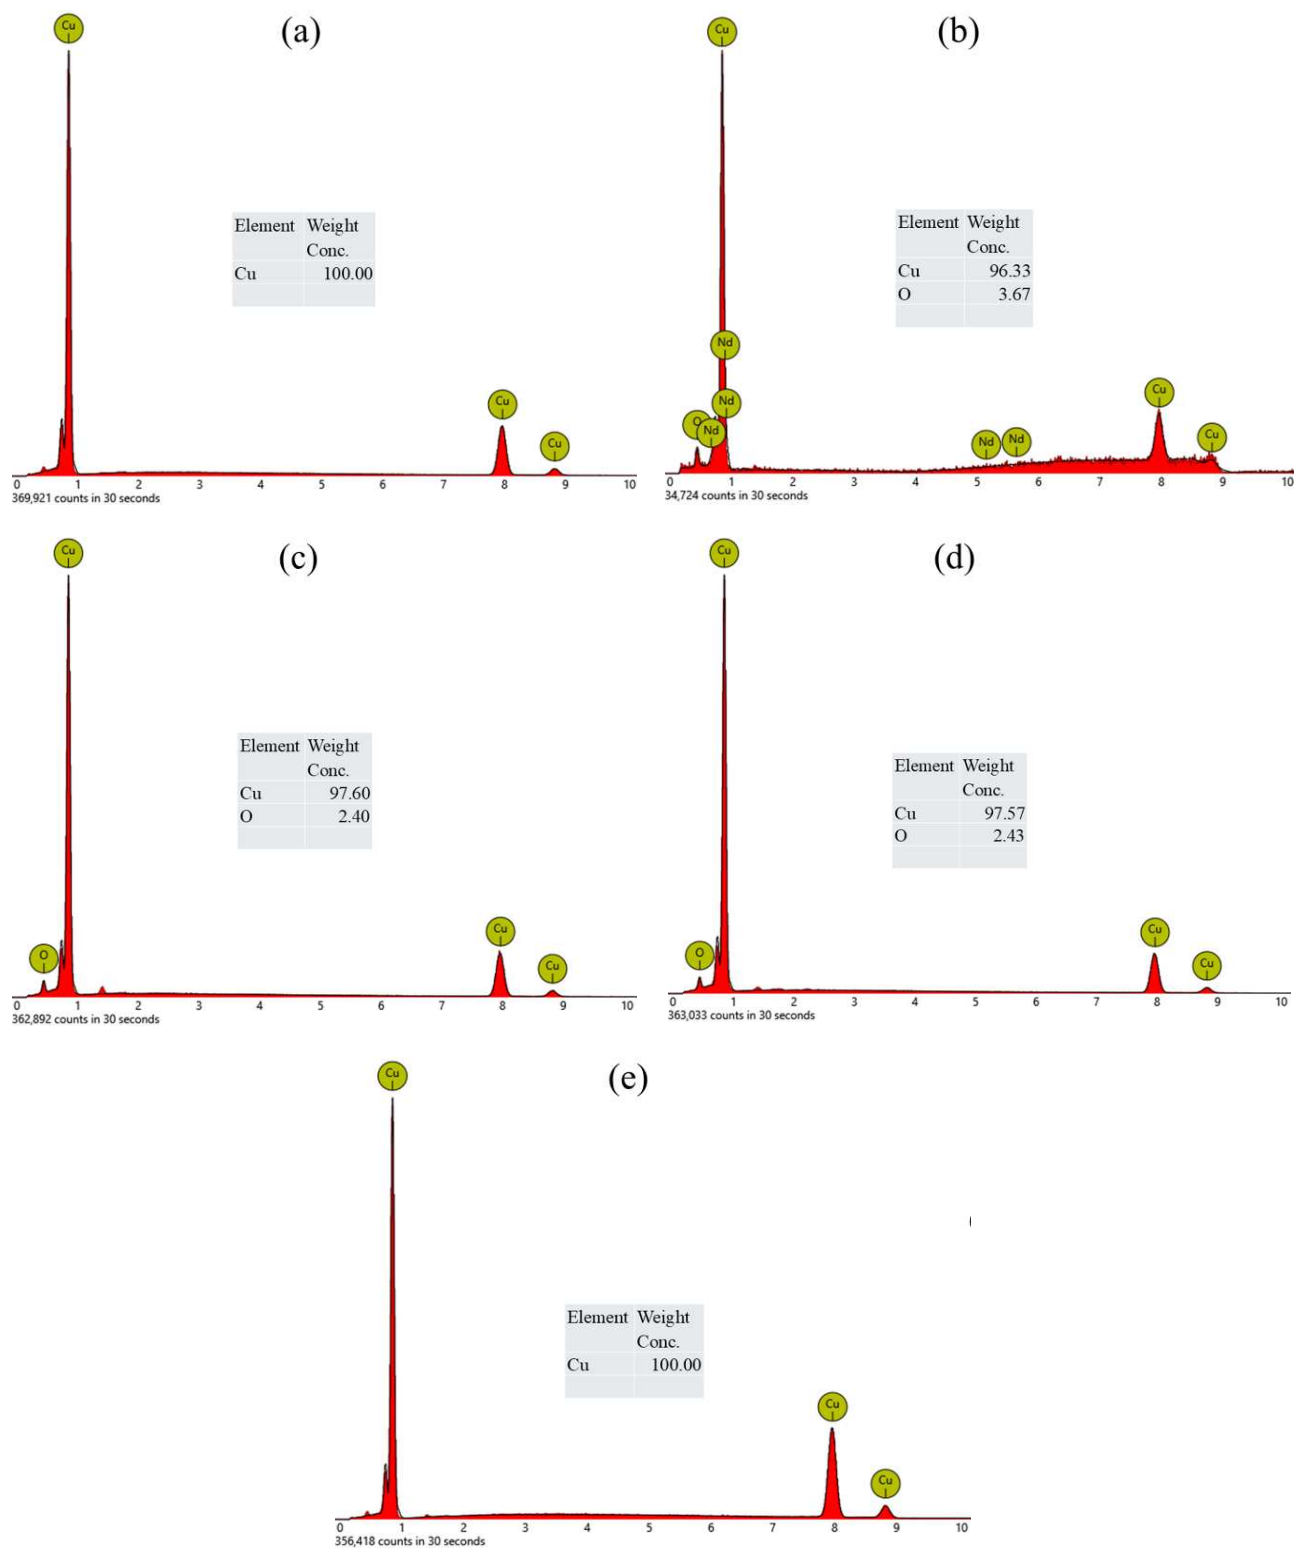 (a)
Cu
Element Weight
Conc.
Cu 100.00
Cu
Cu
0 1 2 3 4 5 6 7 8 9 10
369,921 counts in 30 seconds
(b)
Cu
Element Weight
Conc.
Cu 96.33
O 3.67
Nd
Nd
O
Nd
Nd
Nd
Cu
Cu
0 1 2 3 4 5 6 7 8 9 10
34,724 counts in 30 seconds
(c)
Cu
Element Weight
Conc.
Cu 97.60
O 2.40
O
Cu
Cu
0 1 2 3 4 5 6 7 8 9 10
362,892 counts in 30 seconds
(d)
Cu
Element Weight
Conc.
Cu 97.57
O 2.43
O
Cu
Cu
0 1 2 3 4 5 6 7 8 9 10
363,033 counts in 30 seconds
(e)
Cu
Element Weight
Conc.
Cu 100.00
Cu
Cu
0 1 2 3 4 5 6 7 8 9 10
356,418 counts in 30 seconds